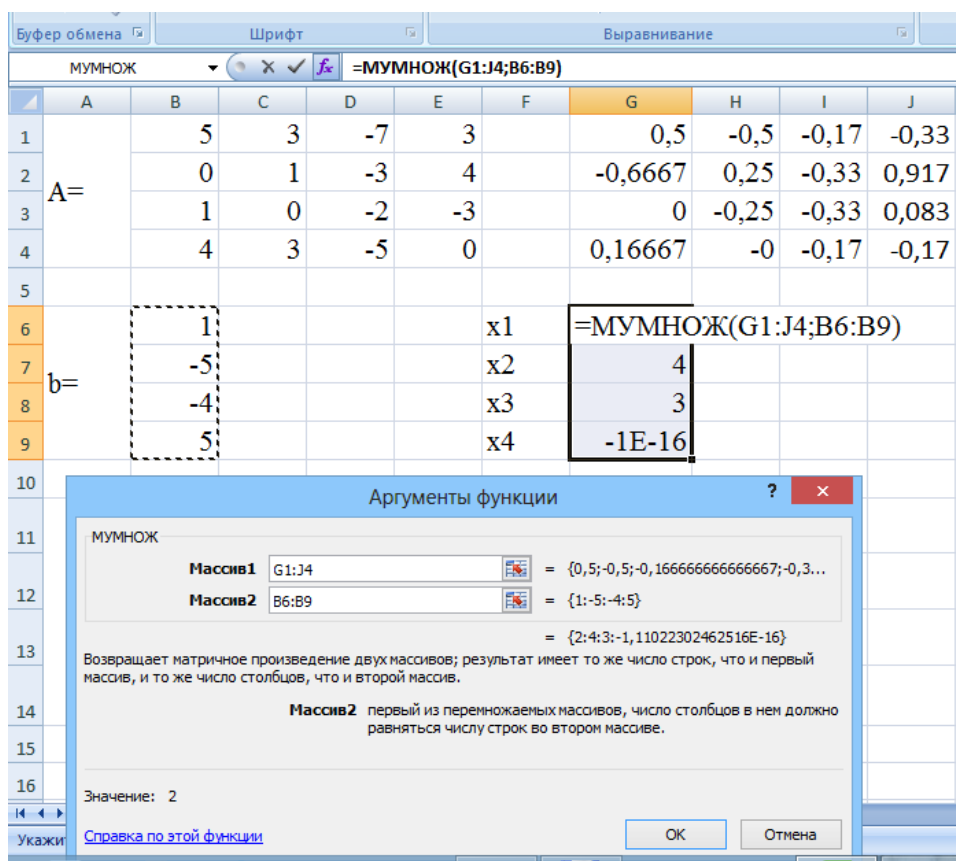 Буфер обмена Шрифт Выравнивание
МУМНОЖ =МУМНОЖ(G1:J4;B6:B9)
A B C D E F G H I J
1 5 3 -7 3 0,5 -0,5 -0,17 -0,33
2 0 1 -3 4 -0,6667 0,25 -0,33 0,917
A=
3 1 0 -2 -3 0 -0,25 -0,33 0,083
4 4 3 -5 0 0,16667 -0 -0,17 -0,17
5
6 1 x1 =МУМНОЖ(G1:J4;B6:B9)
7 -5 x2 4
b=
8 -4 x3 3
9 5 x4 -1E-16
10
Аргументы функции ?
11 МУМНОЖ
Массив1 G1:J4 = {0,5;-0,5;-0,166666666666667;-0,3...
12 Массив2 B6:B9 = {1:-5:-4:5}
= {2:4:3:-1,11022302462516E-16}
13 Возвращает матричное произведение двух массивов; результат имеет то же число строк, что и первый
массив, и то же число столбцов, что и второй массив.
14 Массив2 первый из перемножаемых массивов, число столбцов в нем должно
равняться числу строк во втором массиве.
15
16 Значение: 2
Укажи Справка по этой функции ОК Отмена